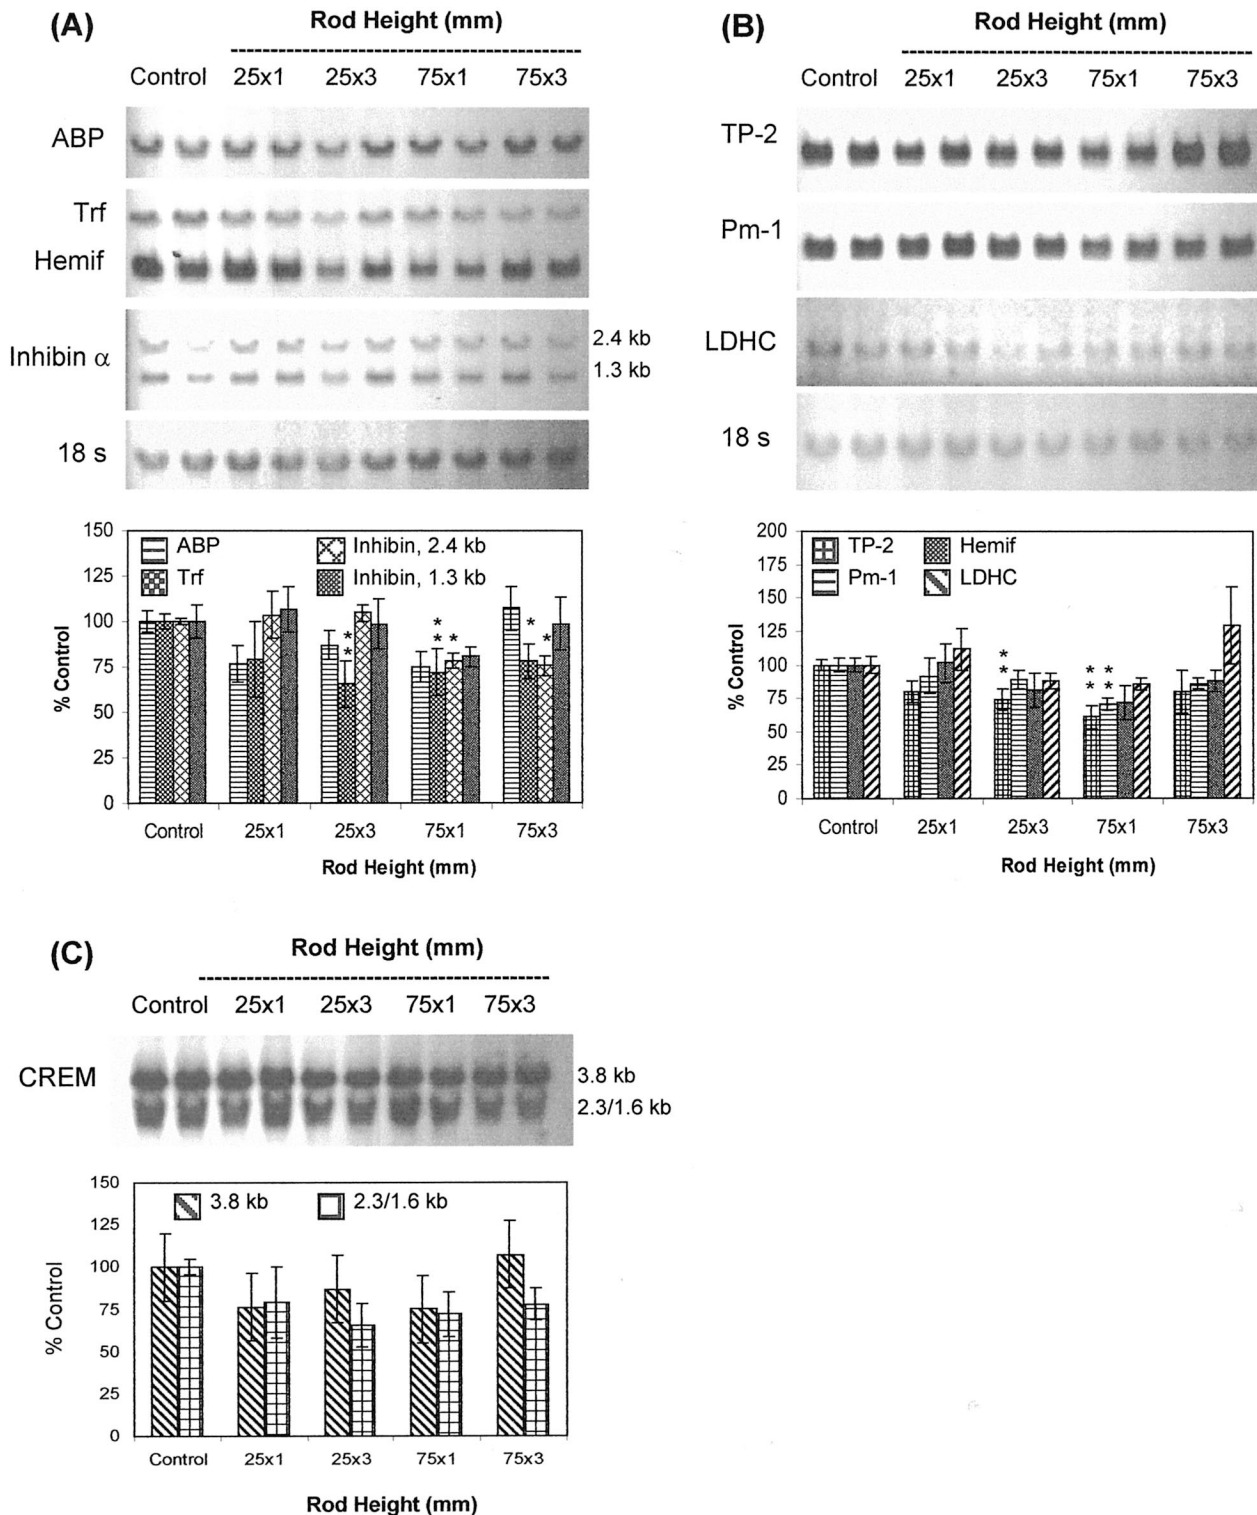 (A)
Rod Height (mm)
Control 25x1 25x3 75x1 75x3
ABP
Trf
Hemif
Inhibin α
2.4 kb
1.3 kb
18 s
150
125
100
75
50
25
0
% Control
ABP
Trf
Inhibin, 2.4 kb
Inhibin, 1.3 kb
* *
* *
*
*
*
Control 25x1 25x3 75x1 75x3
Rod Height (mm)
(B)
Rod Height (mm)
Control 25x1 25x3 75x1 75x3
TP-2
Pm-1
LDHC
18 s
200
175
150
125
100
75
50
25
0
% Control
TP-2
Pm-1
Hemif
LDHC
* *
* *
* *
Control 25x1 25x3 75x1 75x3
Rod Height (mm)
(C)
Rod Height (mm)
Control 25x1 25x3 75x1 75x3
CREM
3.8 kb
2.3/1.6 kb
150
125
100
75
50
25
0
% Control
3.8 kb
2.3/1.6 kb
Control 25x1 25x3 75x1 75x3
Rod Height (mm)